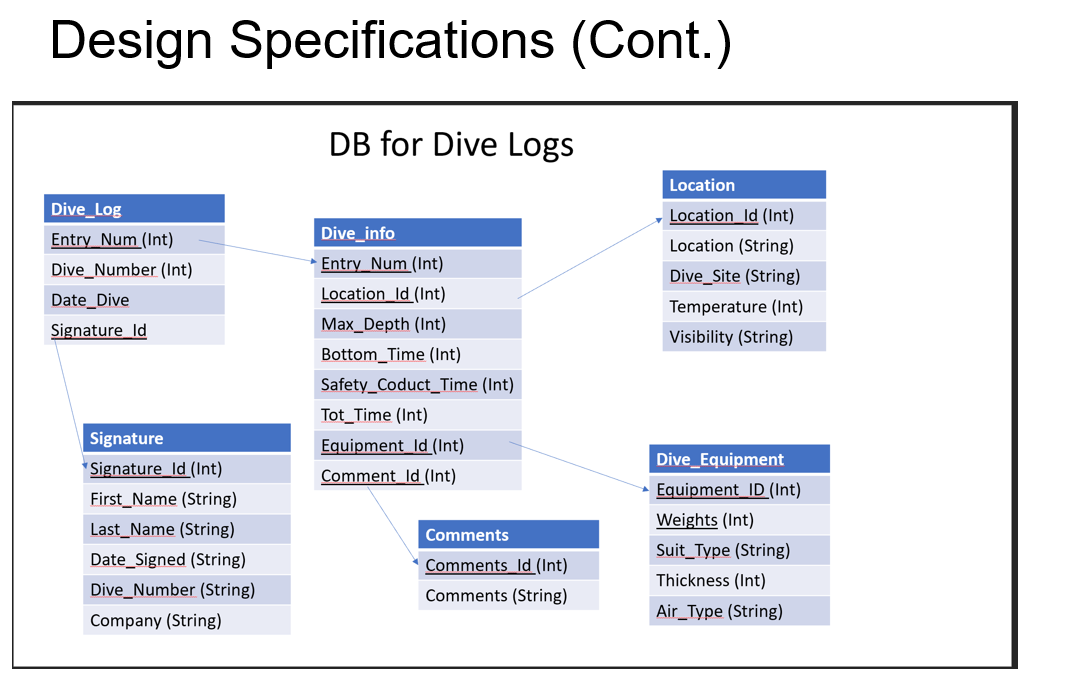 Design Specifications (Cont.)
DB for Dive Logs
Dive_Log
Entry_Num (Int)
Dive_Number (Int)
Date_Dive
Signature_Id
Signature
Signature_Id (Int)
First_Name (String)
Last_Name (String)
Date_Signed (String)
Dive_Number (String)
Company (String)
Dive_info
Entry_Num (Int)
Location_Id (Int)
Max_Depth (Int)
Bottom_Time (Int)
Safety_Coduct_Time (Int)
Tot_Time (Int)
Equipment_Id (Int)
Comment_Id (Int)
Comments
Comments_Id (Int)
Comments (String)
Location
Location_Id (Int)
Location (String)
Dive_Site (String)
Temperature (Int)
Visibility (String)
Dive_Equipment
Equipment_ID (Int)
Weights (Int)
Suit_Type (String)
Thickness (Int)
Air_Type (String)